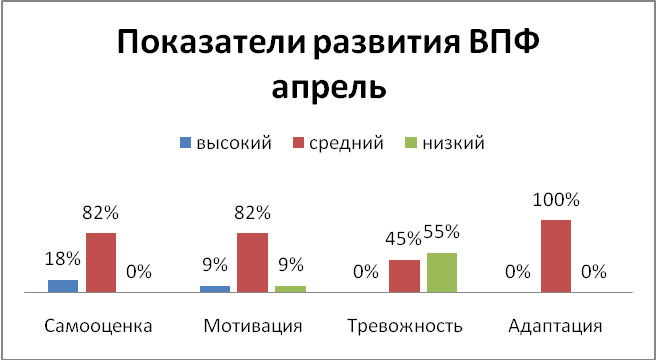 Показатели развития ВПФ
апрель
высокий средний низкий
18% 82% 0% 9% 82% 9% 0% 45% 55% 0% 100% 0%
Самооценка Мотивация Тревожность Адаптация